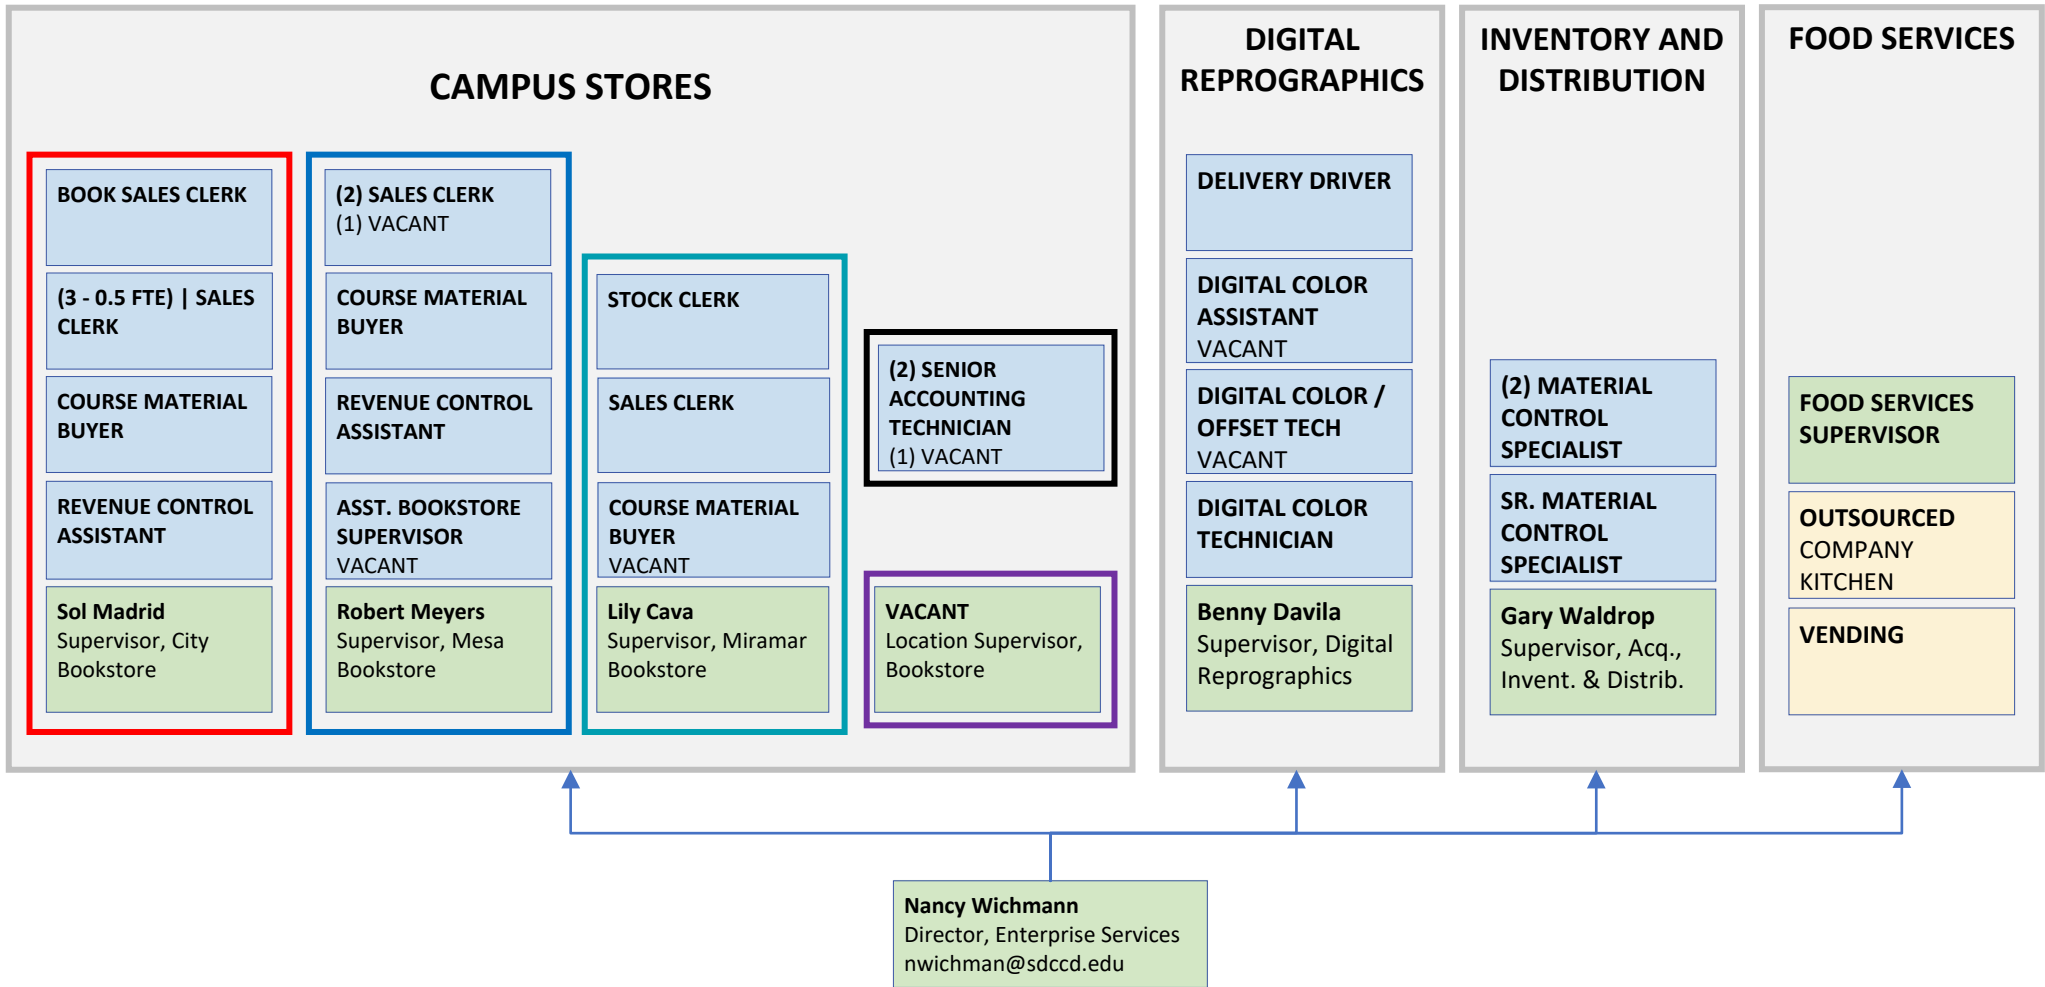 CAMPUS STORES
BOOK SALES CLERK
(3 - 0.5 FTE) | SALES
CLERK
COURSE MATERIAL
BUYER
REVENUE CONTROL
ASSISTANT
Sol Madrid
Supervisor, City
Bookstore
(2) SALES CLERK
(1) VACANT
COURSE MATERIAL
BUYER
REVENUE CONTROL
ASSISTANT
ASST. BOOKSTORE
SUPERVISOR
VACANT
Robert Meyers
Supervisor, Mesa
Bookstore
STOCK CLERK
SALES CLERK
COURSE MATERIAL
BUYER
VACANT
Lily Cava
Supervisor, Miramar
Bookstore
(2) SENIOR
ACCOUNTING
TECHNICIAN
(1) VACANT
VACANT
Location Supervisor,
Bookstore
DIGITAL
REPROGRAPHICS
DELIVERY DRIVER
DIGITAL COLOR
ASSISTANT
VACANT
DIGITAL COLOR /
OFFSET TECH
VACANT
DIGITAL COLOR
TECHNICIAN
Benny Davila
Supervisor, Digital
Reprographics
INVENTORY AND
DISTRIBUTION
(2) MATERIAL
CONTROL
SPECIALIST
SR. MATERIAL
CONTROL
SPECIALIST
Gary Waldrop
Supervisor, Acq.,
Invent. & Distrib.
FOOD SERVICES
FOOD SERVICES
SUPERVISOR
OUTSOURCED
COMPANY
KITCHEN
VENDING
Nancy Wichmann
Director, Enterprise Services
nwichman@sdccd.edu